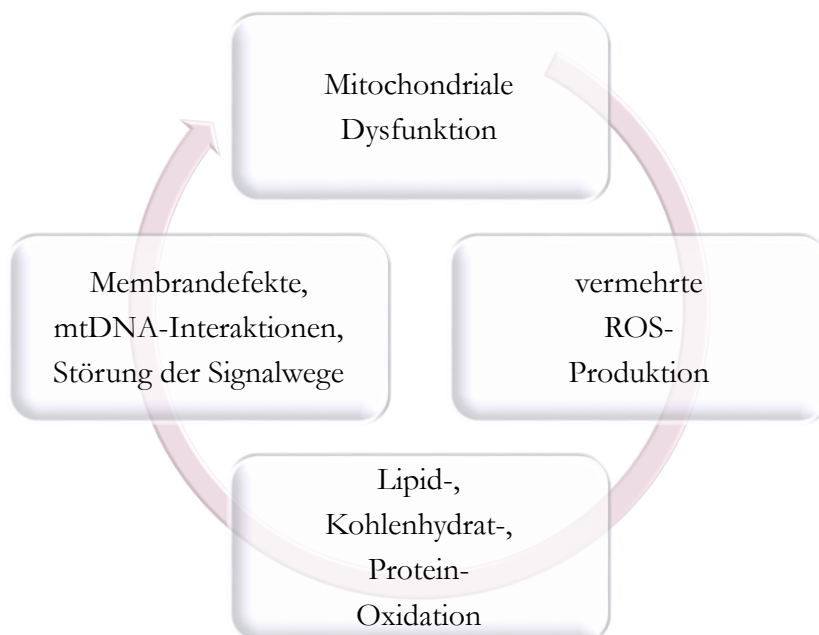 Mitochondriale
Dysfunktion
vermehrte
ROS-
Produktion
Lipid-,
Kohlenhydrat-,
Protein-
Oxidation
Membrandefekte,
mtDNA-Interaktionen,
Störung der Signalwege